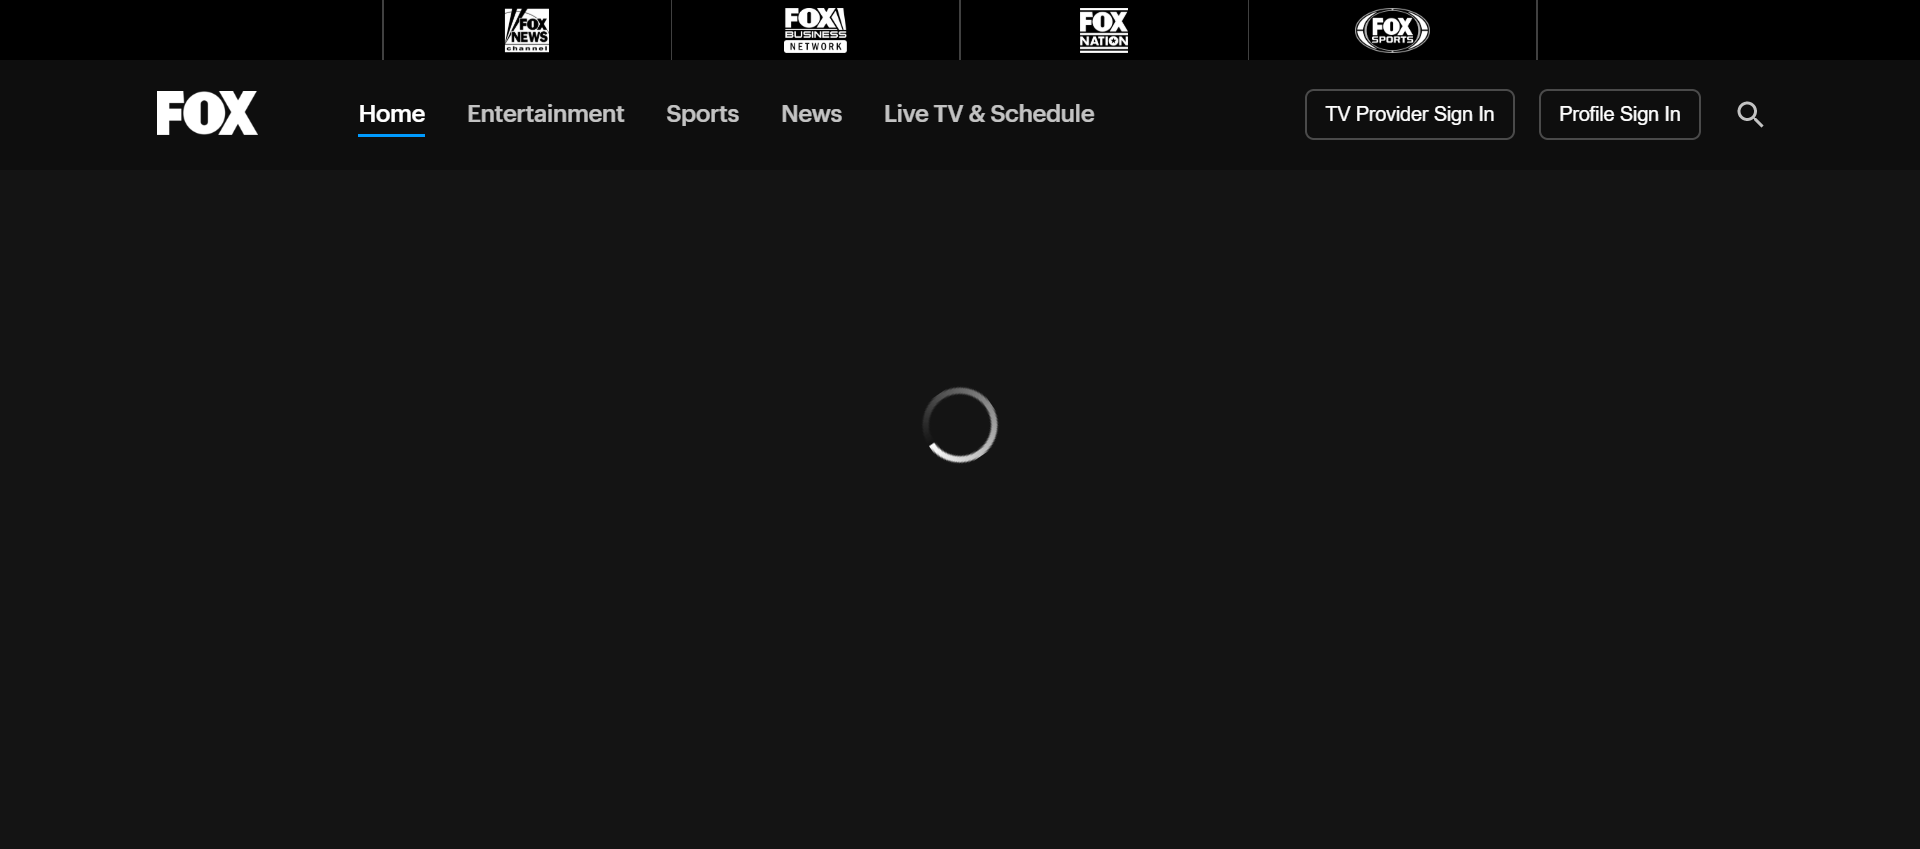 FOX
NEWS
channel
FOX
BUSINESS
NETWORK
FOX
NATION
FOX
SPORTS
FOX
Home Entertainment Sports News Live TV & Schedule TV Provider Sign In Profile Sign In